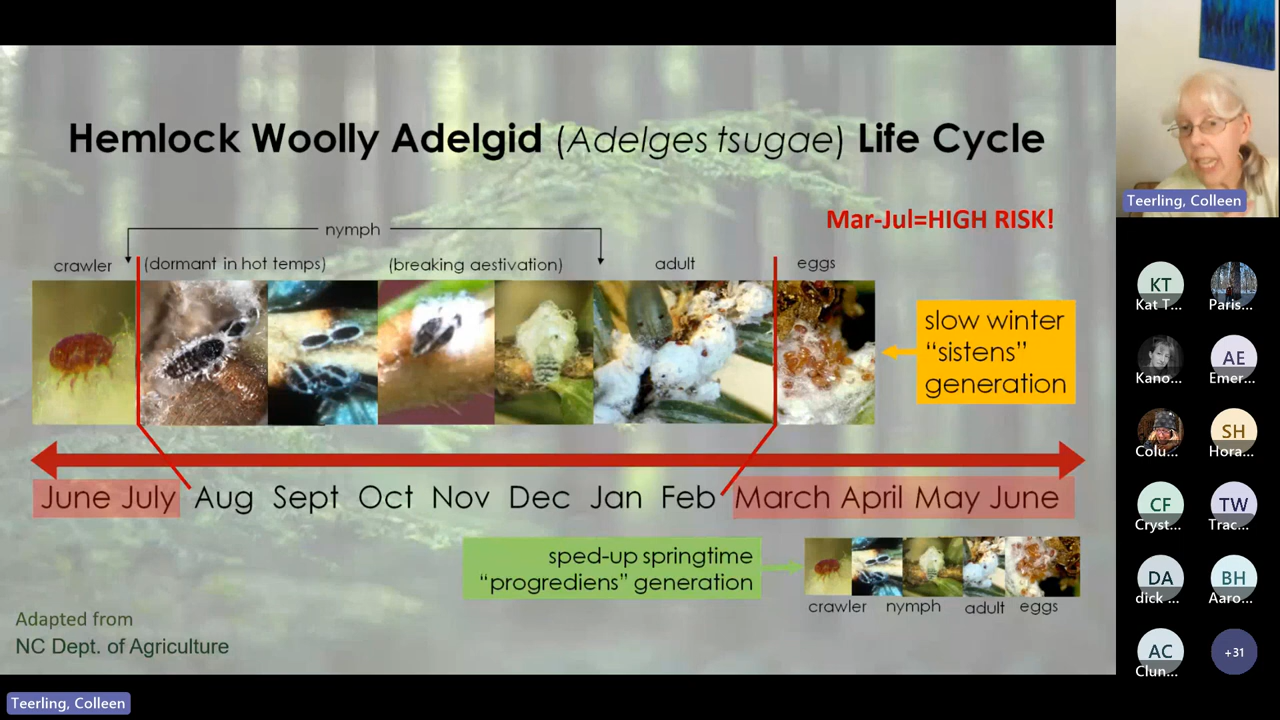 Hemlock Woolly Adelgid (Adelges tsugae) Life Cycle
Mar-Jul=HIGH RISK!
nymph
crawler
(dormant in hot temps)
(breaking aestivation)
adult
eggs
slow winter
“sistens”
generation
June July Aug Sept Oct Nov Dec Jan Feb March April May June
sped-up springtime
“progrediens” generation
crawler nymph adult eggs
Adapted from
NC Dept. of Agriculture
Teerling, Colleen
Teerling, Colleen
KT
Kat T...
Paris...
Kano...
AE
Emer...
Colu...
SH
Hora...
CF
Cryst...
TW
Trac...
DA
dick ...
BH
Aaro...
AC
Clun...
+31